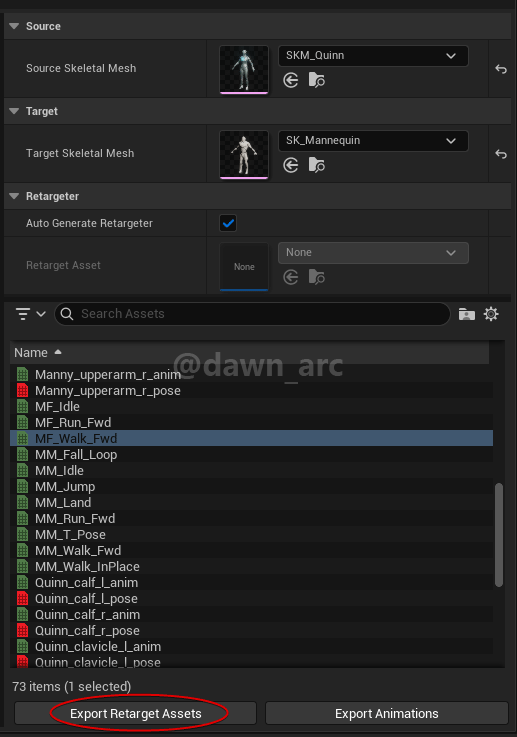 Source
Source Skeletal Mesh
SKM_Quinn
Target
Target Skeletal Mesh
SK_Mannequin
Retargeter
Auto Generate Retargeter
Retarget Asset
None
None
Search Assets
Name
@dawn_arc
Manny_upperarm_r_anim
Manny_upperarm_r_pose
MF_Idle
MF_Run_Fwd
MF_Walk_Fwd
MM_Fall_Loop
MM_Idle
MM_Jump
MM_Land
MM_Run_Fwd
MM_T_Pose
MM_Walk_Fwd
MM_Walk_InPlace
Quinn_calf_l_anim
Quinn_calf_l_pose
Quinn_calf_r_anim
Quinn_calf_r_pose
Quinn_clavicle_l_anim
Quinn_clavicle_l_pose
73 items (1 selected)
Export Retarget Assets
Export Animations